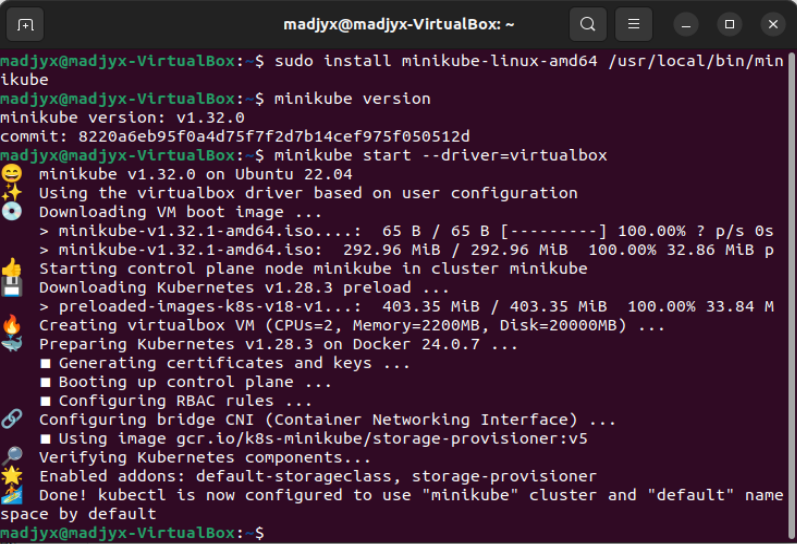 madjyx@madjyx-VirtualBox: ~
madjyx@madjyx-VirtualBox:~$ sudo install minikube-linux-amd64 /usr/local/bin/min
ikube
madjyx@madjyx-VirtualBox:~$ minikube version
minikube version: v1.32.0
commit: 8220a6eb95f0a4d75f7f2d7b14cef975f050512d
madjyx@madjyx-VirtualBox:~$ minikube start --driver=virtualbox
😄  minikube v1.32.0 on Ubuntu 22.04
✨  Using the virtualbox driver based on user configuration
💿  Downloading VM boot image ...
    > minikube-v1.32.1-amd64.iso....:  65 B / 65 B [---------] 100.00% ? p/s 0s
    > minikube-v1.32.1-amd64.iso:  292.96 MiB / 292.96 MiB  100.00% 32.86 MiB p
👍  Starting control plane node minikube in cluster minikube
💾  Downloading Kubernetes v1.28.3 preload ...
    > preloaded-images-k8s-v18-v1...:  403.35 MiB / 403.35 MiB  100.00% 33.84 M
🔥  Creating virtualbox VM (CPUs=2, Memory=2200MB, Disk=20000MB) ...
🐳  Preparing Kubernetes v1.28.3 on Docker 24.0.7 ...
    ▪ Generating certificates and keys ...
    ▪ Booting up control plane ...
    ▪ Configuring RBAC rules ...
🔗  Configuring bridge CNI (Container Networking Interface) ...
    ▪ Using image gcr.io/k8s-minikube/storage-provisioner:v5
🔎  Verifying Kubernetes components...
🌟  Enabled addons: default-storageclass, storage-provisioner
🏄  Done! kubectl is now configured to use "minikube" cluster and "default" name
space by default
madjyx@madjyx-VirtualBox:~$